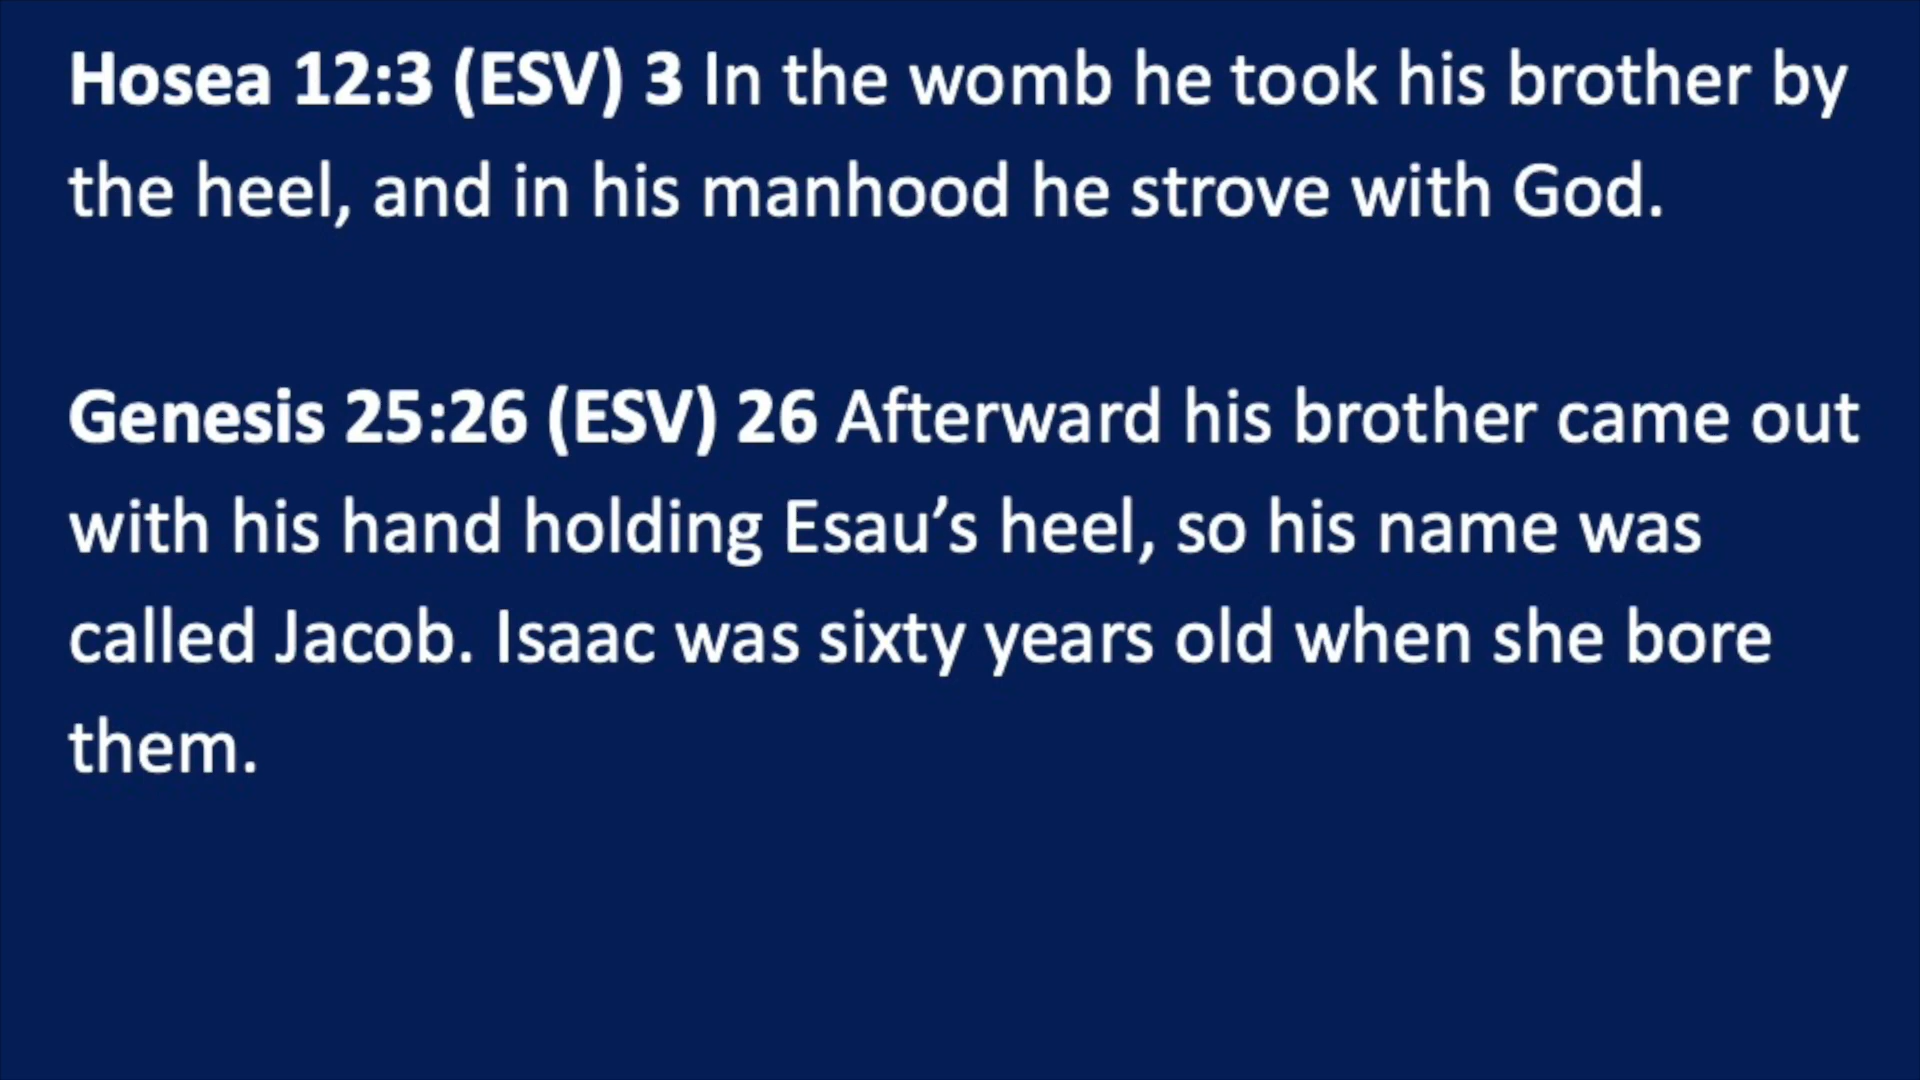 Hosea 12:3 (ESV) 3 In the womb he took his brother by
the heel, and in his manhood he strove with God.
Genesis 25:26 (ESV) 26 Afterward his brother came out
with his hand holding Esau’s heel, so his name was
called Jacob. Isaac was sixty years old when she bore
them.